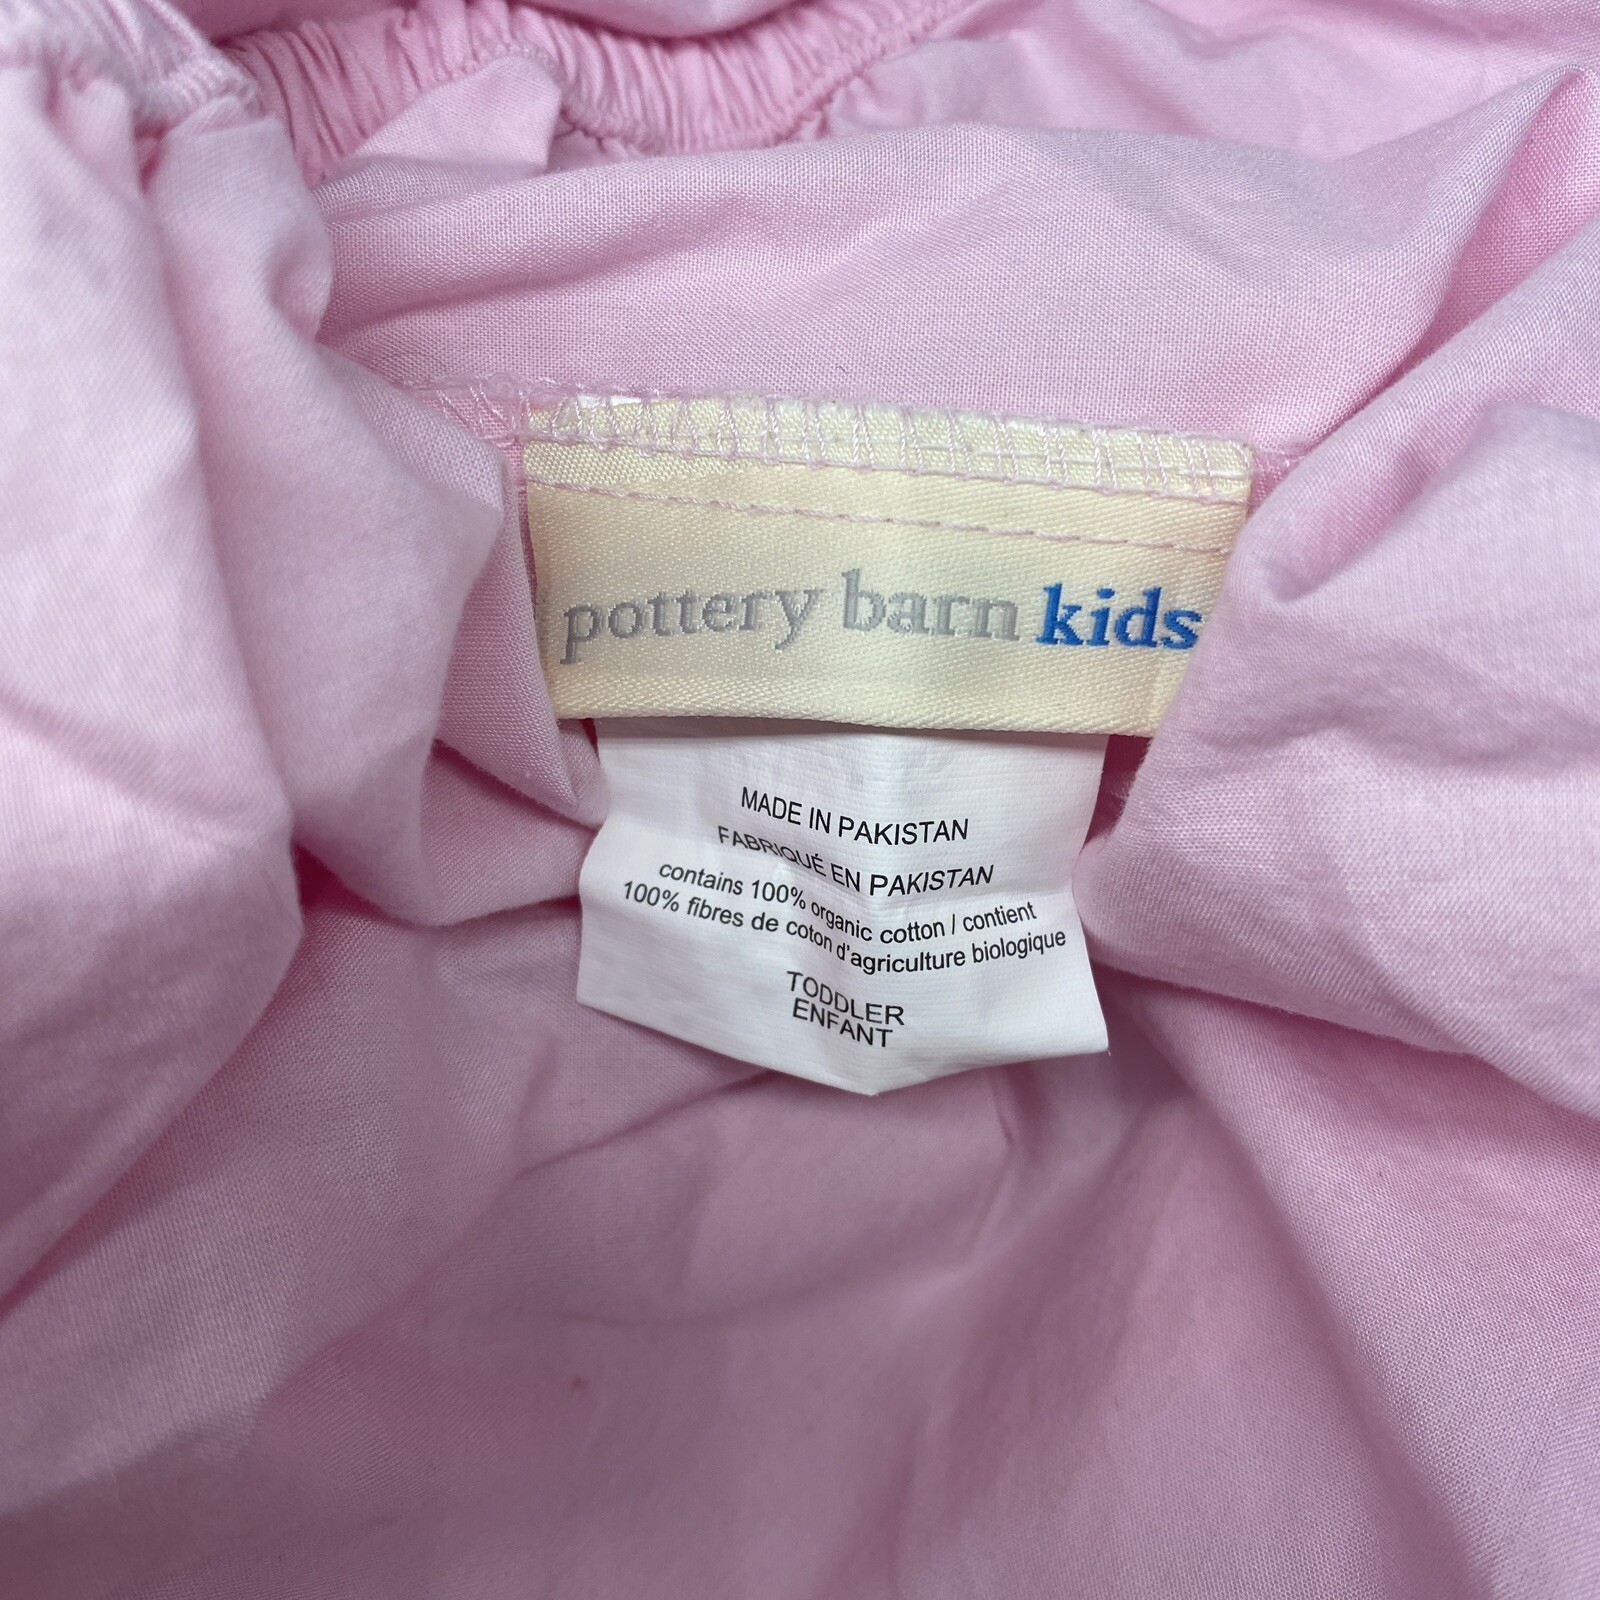 pottery barn kids
MADE IN PAKISTAN
FABRIQUÉ EN PAKISTAN
contains 100% organic cotton / contient
100% fibres de coton d'agriculture biologique
TODDLER
ENFANT